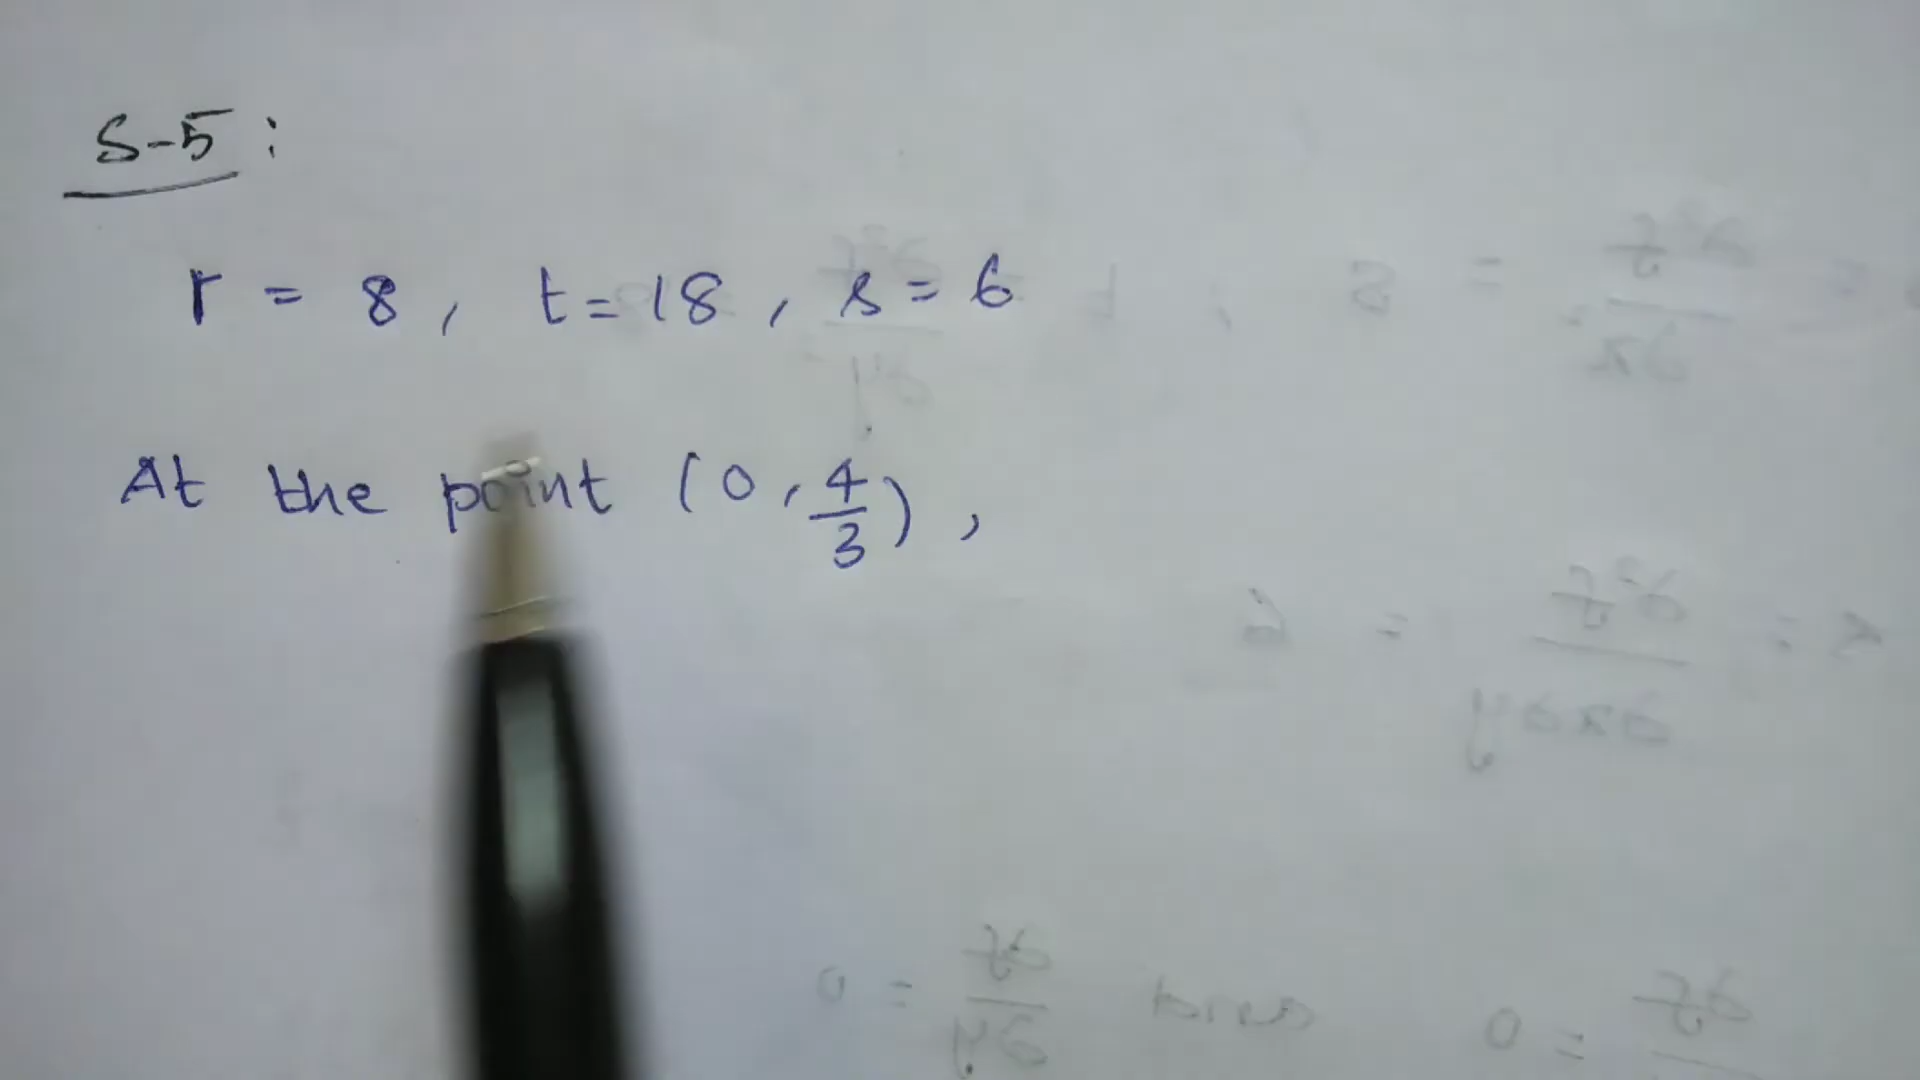 S-5 :
r = 8 , t = 18 , s = 6
At the point (0, 4/3) ,